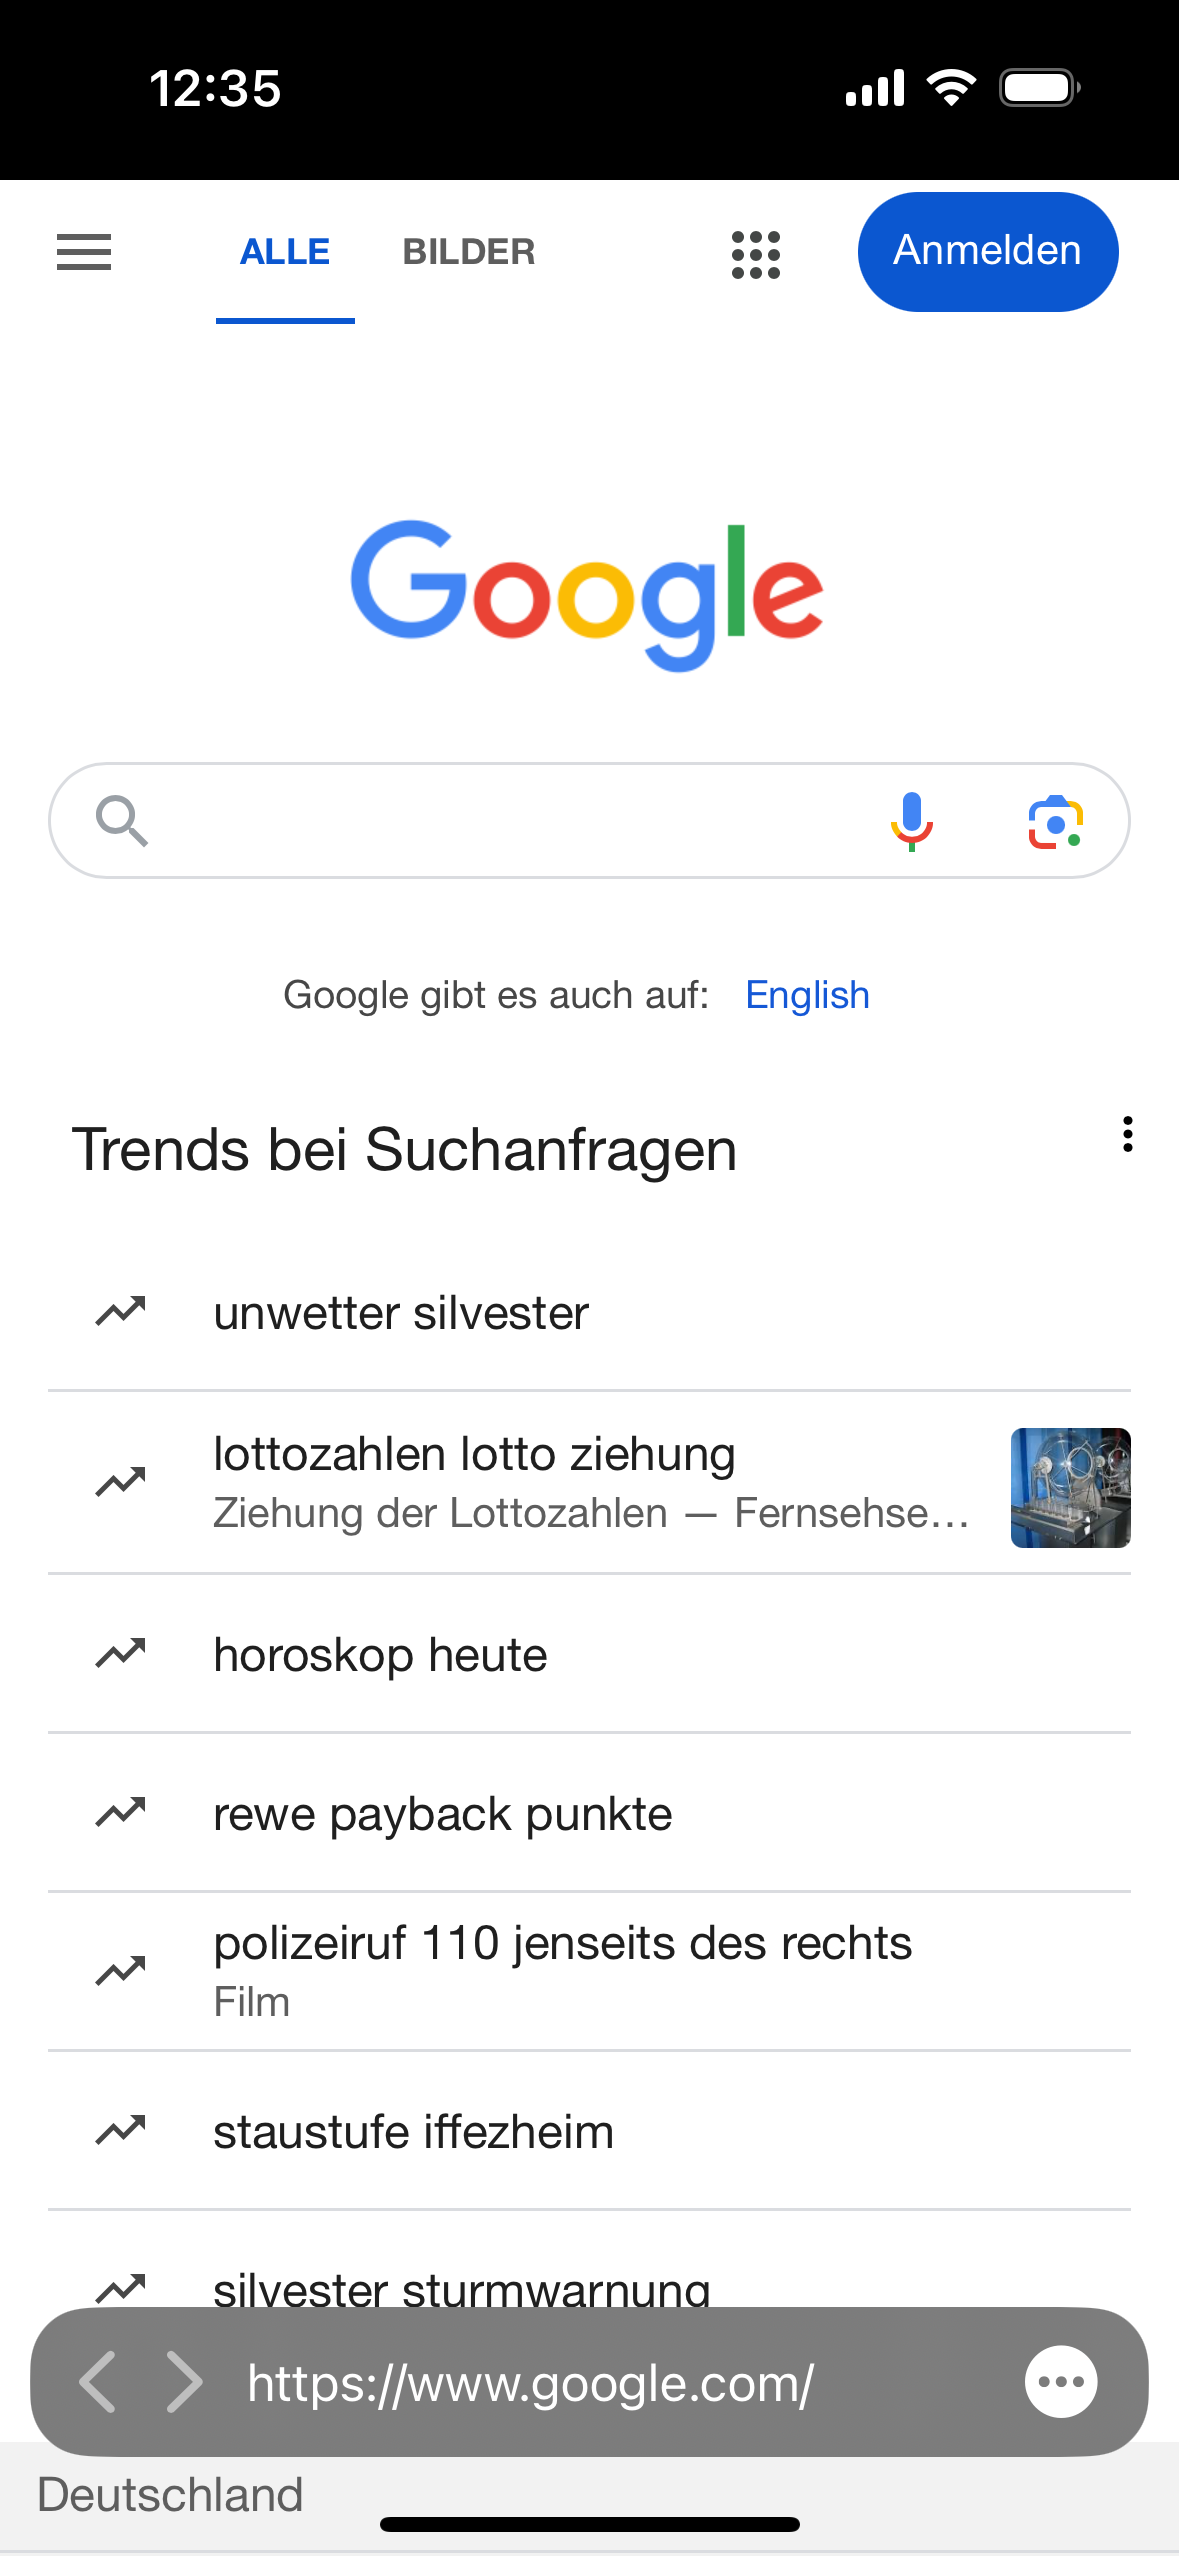 12:35
ALLE BILDER Anmelden
Google
Google gibt es auch auf: English
Trends bei Suchanfragen
unwetter silvester
lottozahlen lotto ziehung
Ziehung der Lottozahlen — Fernsehse...
horoskop heute
rewe payback punkte
polizeiruf 110 jenseits des rechts
Film
staustufe iffezheim
silvester sturmwarnung
https://www.google.com/
Deutschland